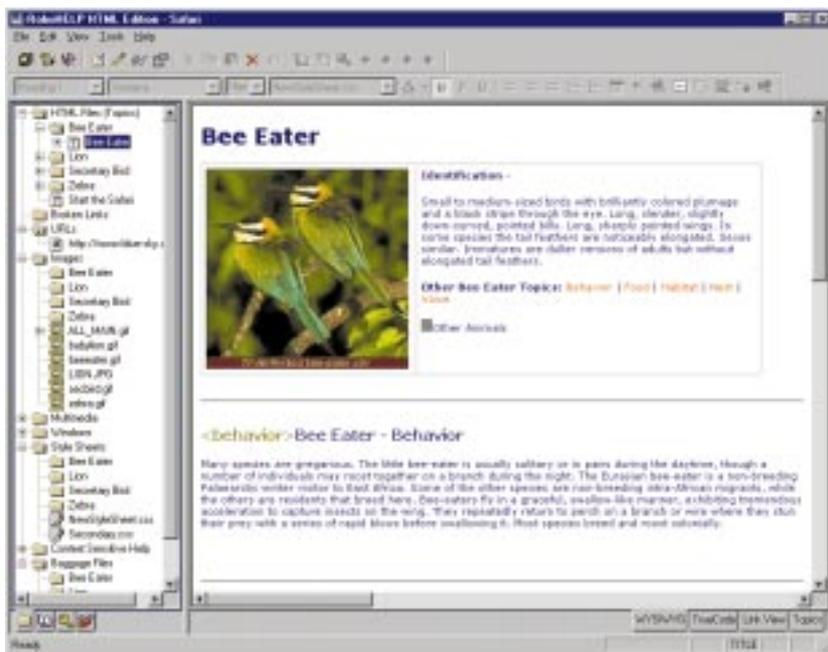 RoboHELP HTML Edition - Safari
File Edit View Tools Help
NewStyleSheet.css
HTML Files (Topics)
Bee Eater
Bee Eater
Lion
Secretary Bird
Zebra
Start the Safari
Broken Links
URLs
Images
Bee Eater
Lion
Secretary Bird
Zebra
ALL_MAIN.gif
babylion.gif
beeeater.gif
LION.JPG
secbird.gif
zebra.gif
Multimedia
Windows
Style Sheets
Bee Eater
Lion
Secretary Bird
Zebra
NewStyleSheet.css
Secondary.css
Context Sensitive Help
Baggage Files
Bee Eater
Lion
Bee Eater
Identification -
Small to medium-sized birds with brilliantly colored plumage
and a black stripe through the eye. Long, slender, slightly
down-curved, pointed bills. Long, sharply pointed wings. In
some species the tail feathers are noticeably elongated. Sexes
similar. Immatures are duller versions of adults but without
elongated tail feathers.
Other Bee Eater Topics: Behavior | Food | Habitat | Nest |
Voice
Other Animals
<behavior>Bee Eater - Behavior
Many species are gregarious. The little bee-eater is usually solitary or in pairs during the daytime, though a
number of individuals may roost together on a branch during the night. The Eurasian bee-eater is a non-breeding
Palearctic winter visitor to East Africa. Some of the other species are non-breeding intra-African migrants, while
the others are residents that breed here. Bee-eaters fly in a graceful, swallow-like manner, exhibiting tremendous
acceleration to capture insects on the wing. They repeatedly return to perch on a branch or wire where they stun
their prey with a series of rapid blows before swallowing it. Most species breed and roost colonially.
WYSIWYG TrueCode Link View Topics
Ready
TITLE